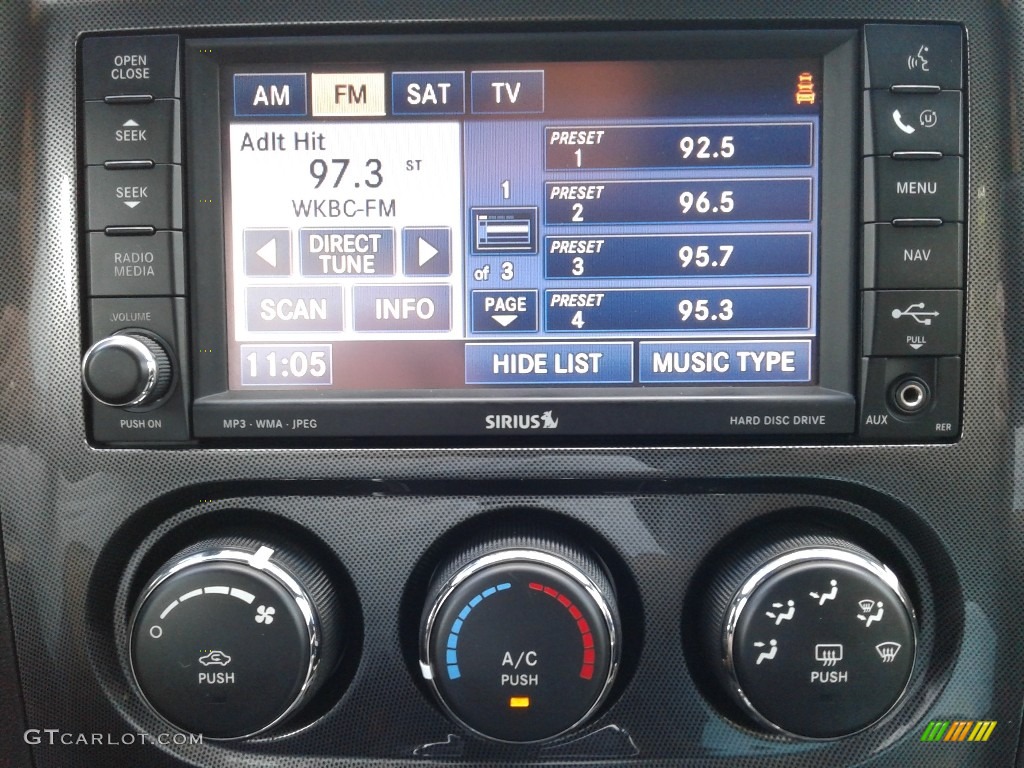 OPEN
CLOSE
SEEK
SEEK
RADIO
MEDIA
VOLUME
PUSH ON
AM FM SAT TV
Adlt Hit
97.3 ST
WKBC-FM
DIRECT
TUNE
SCAN INFO
11:05
1
of 3
PAGE
PRESET
1 92.5
PRESET
2 96.5
PRESET
3 95.7
PRESET
4 95.3
HIDE LIST MUSIC TYPE
MP3 · WMA · JPEG SIRIUS HARD DISC DRIVE
u
MENU
NAV
PULL
AUX RER
PUSH
A/C
PUSH
PUSH
GTCARLOT.COM